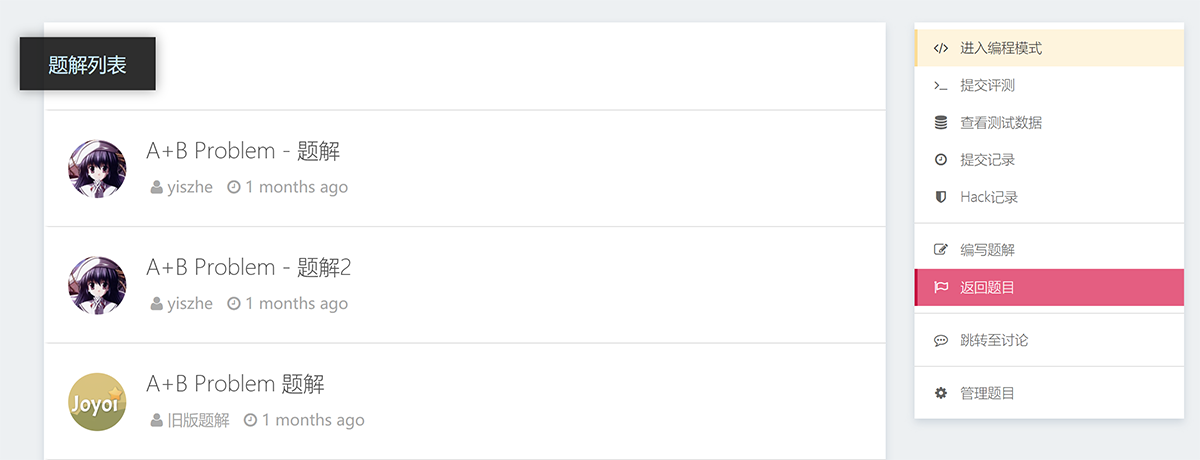 题解列表
A+B Problem - 题解
yiszhe 1 months ago
A+B Problem - 题解2
yiszhe 1 months ago
Joyoi
A+B Problem 题解
旧版题解 1 months ago
进入编程模式
提交评测
查看测试数据
提交记录
Hack记录
编写题解
返回题目
跳转至讨论
管理题目